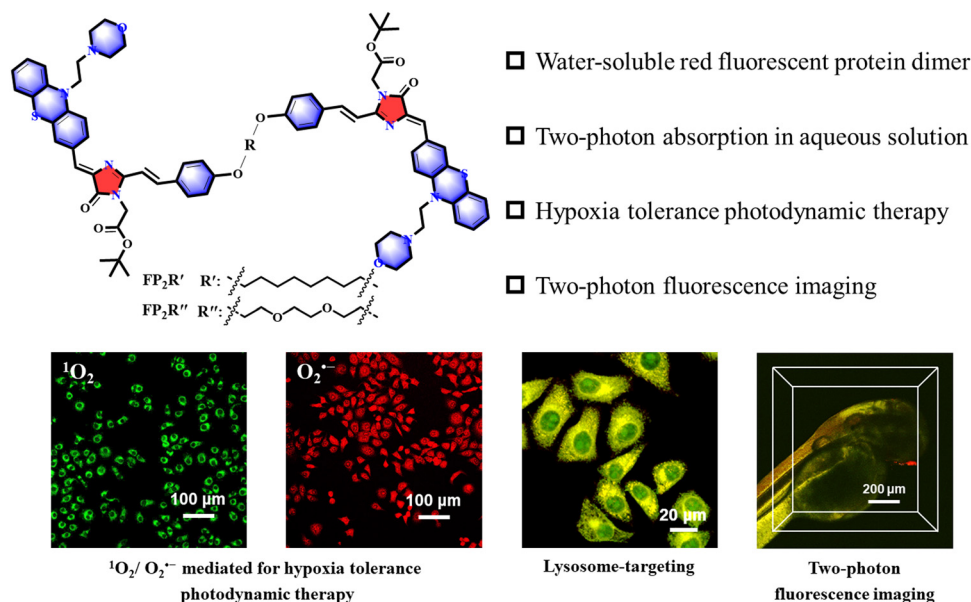 O
N
N
S
N
N
O
O
O
O
R
O
O
O
N
N
O
N
S
N
O
FP₂R′ R′:
FP₂R″ R″:
O
O
Water-soluble red fluorescent protein dimer
Two-photon absorption in aqueous solution
Hypoxia tolerance photodynamic therapy
Two-photon fluorescence imaging
¹O₂
100 μm
O₂•−
100 μm
20 μm
200 μm
¹O₂/ O₂•− mediated for hypoxia tolerance
photodynamic therapy
Lysosome-targeting
Two-photon
fluorescence imaging